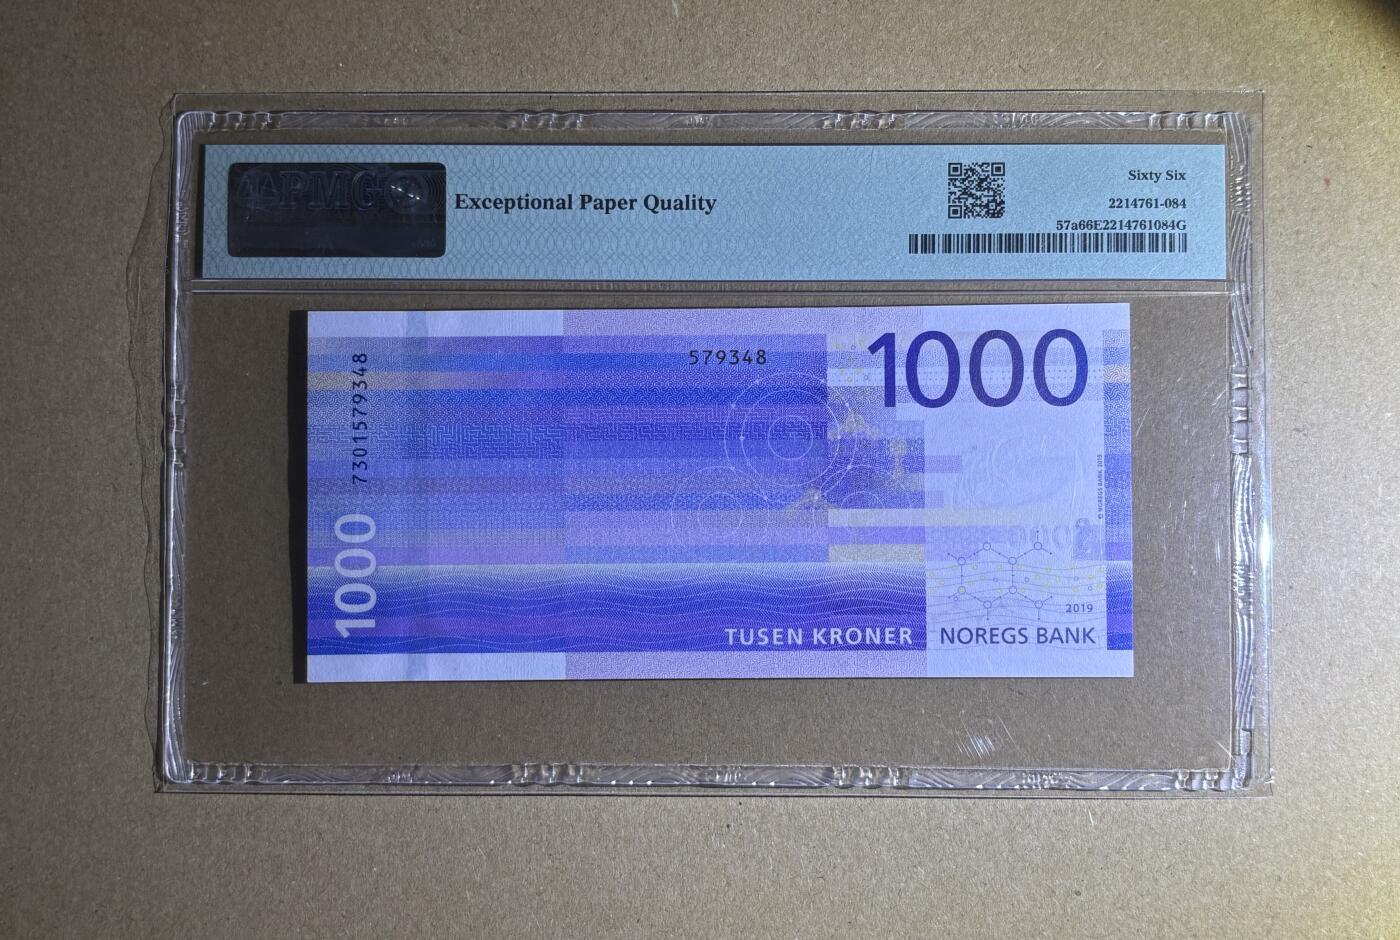 PMG
Exceptional Paper Quality
Sixty Six
2214761-084
57a66E2214761084G
1000
579348
7301579348
1000
© NOREGS BANK 2019
2019
TUSEN KRONER
NOREGS BANK